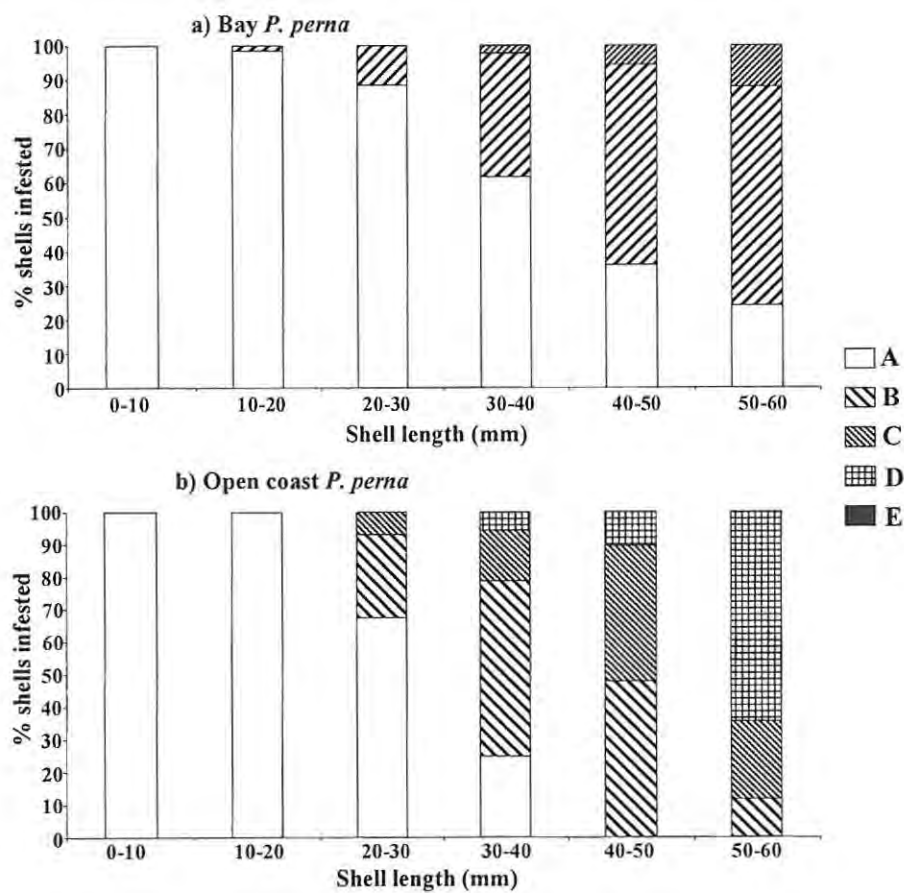 a) Bay P. perna
100
90
80
70
60
50
40
30
20
10
0
% shells infested
0-10 10-20 20-30 30-40 40-50 50-60
Shell length (mm)
A
B
C
D
E
b) Open coast P. perna
100
90
80
70
60
50
40
30
20
10
0
% shells infested
0-10 10-20 20-30 30-40 40-50 50-60
Shell length (mm)